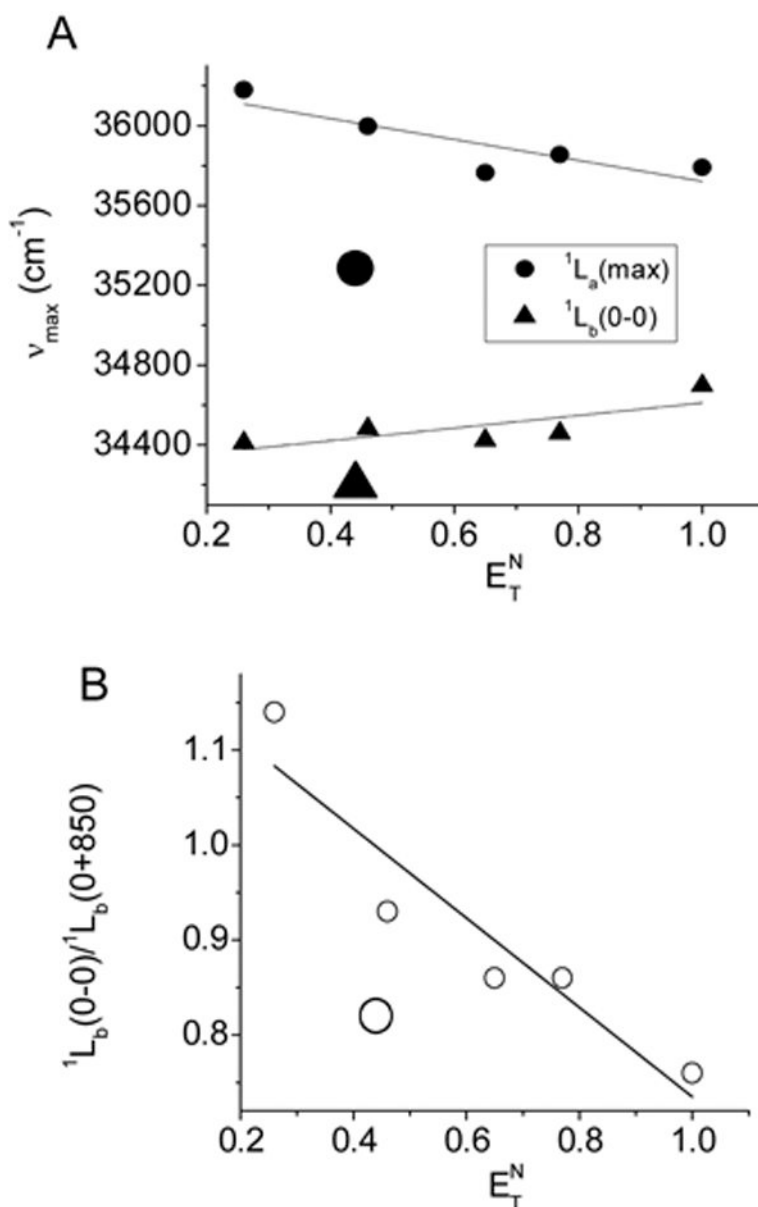 A
36000
35600
35200
34800
34400
ν_max (cm⁻¹)
¹L_a(max)
¹L_b(0-0)
0.2 0.4 0.6 0.8 1.0
E_T^N
B
1.1
1.0
0.9
0.8
¹L_b(0-0)/¹L_b(0+850)
0.2 0.4 0.6 0.8 1.0
E_T^N